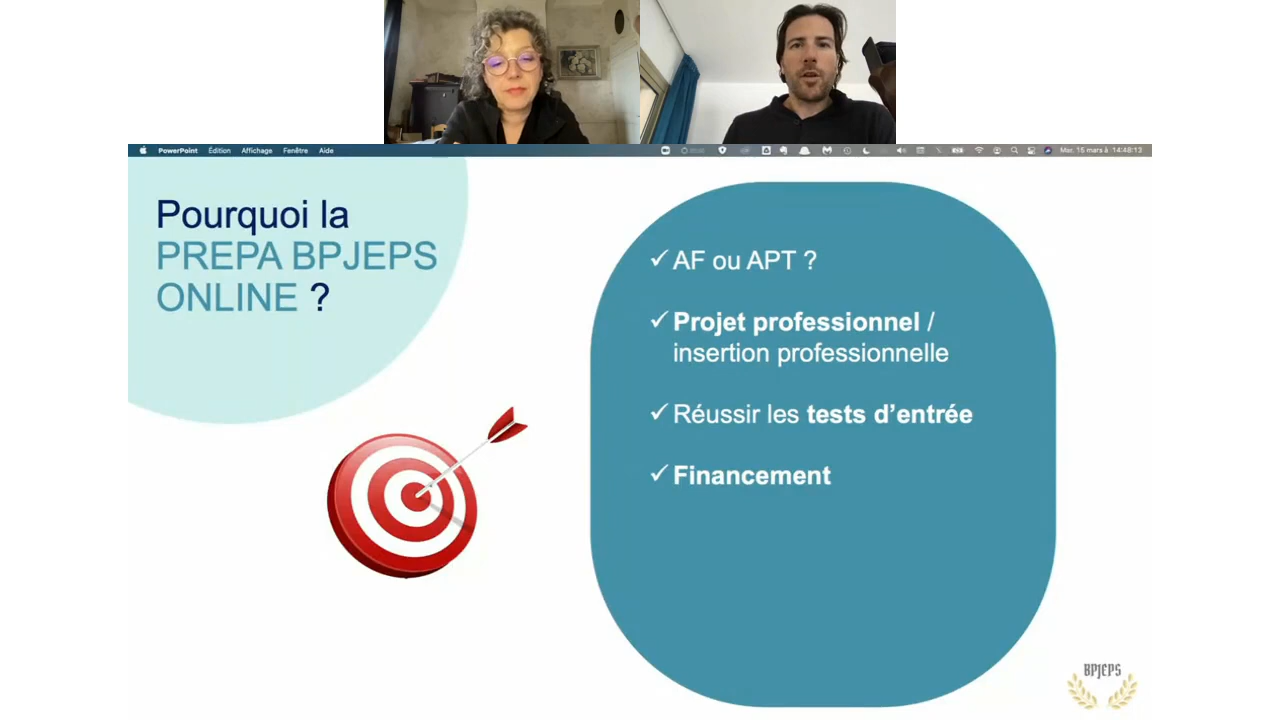 PowerPoint Édition Affichage Fenêtre Aide
Mar. 15 mars à 14:48:13
Pourquoi la
PREPA BPJEPS
ONLINE ?
✓ AF ou APT ?
✓ Projet professionnel /
insertion professionnelle
✓ Réussir les tests d’entrée
✓ Financement
BPJEPS